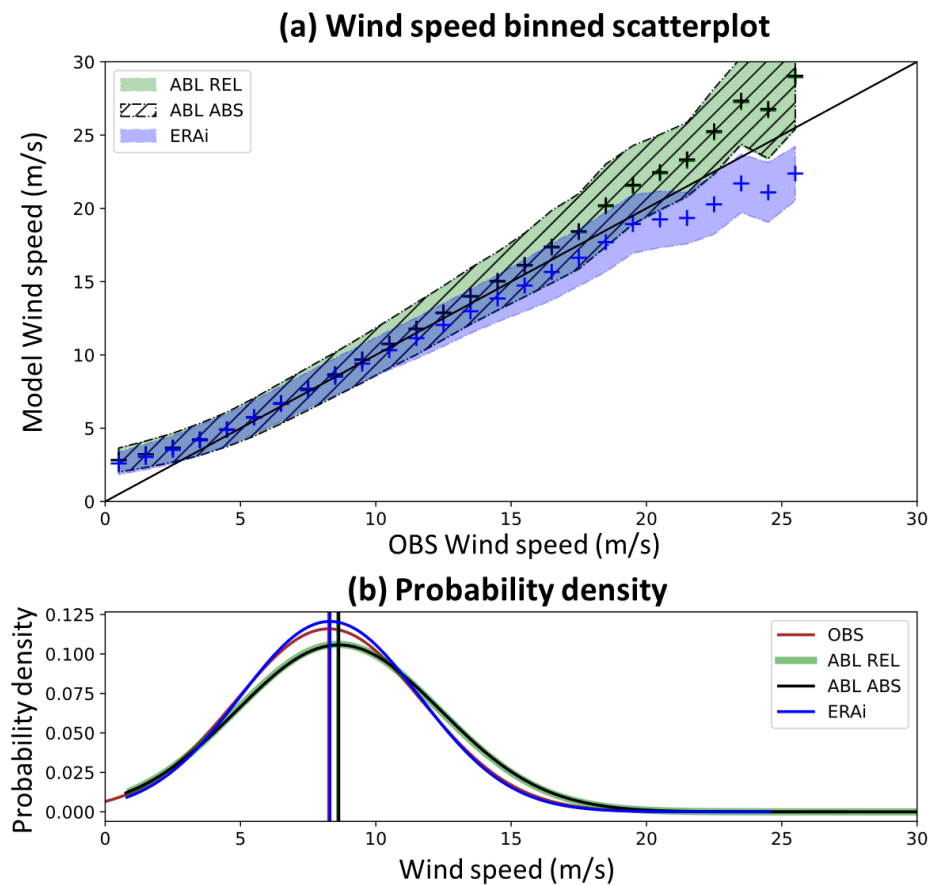 (a) Wind speed binned scatterplot
Model Wind speed (m/s)
30
25
20
15
10
5
0
ABL REL
ABL ABS
ERAi
0 5 10 15 20 25 30
OBS Wind speed (m/s)
(b) Probability density
Probability density
0.125
0.100
0.075
0.050
0.025
0.000
OBS
ABL REL
ABL ABS
ERAi
0 5 10 15 20 25 30
Wind speed (m/s)